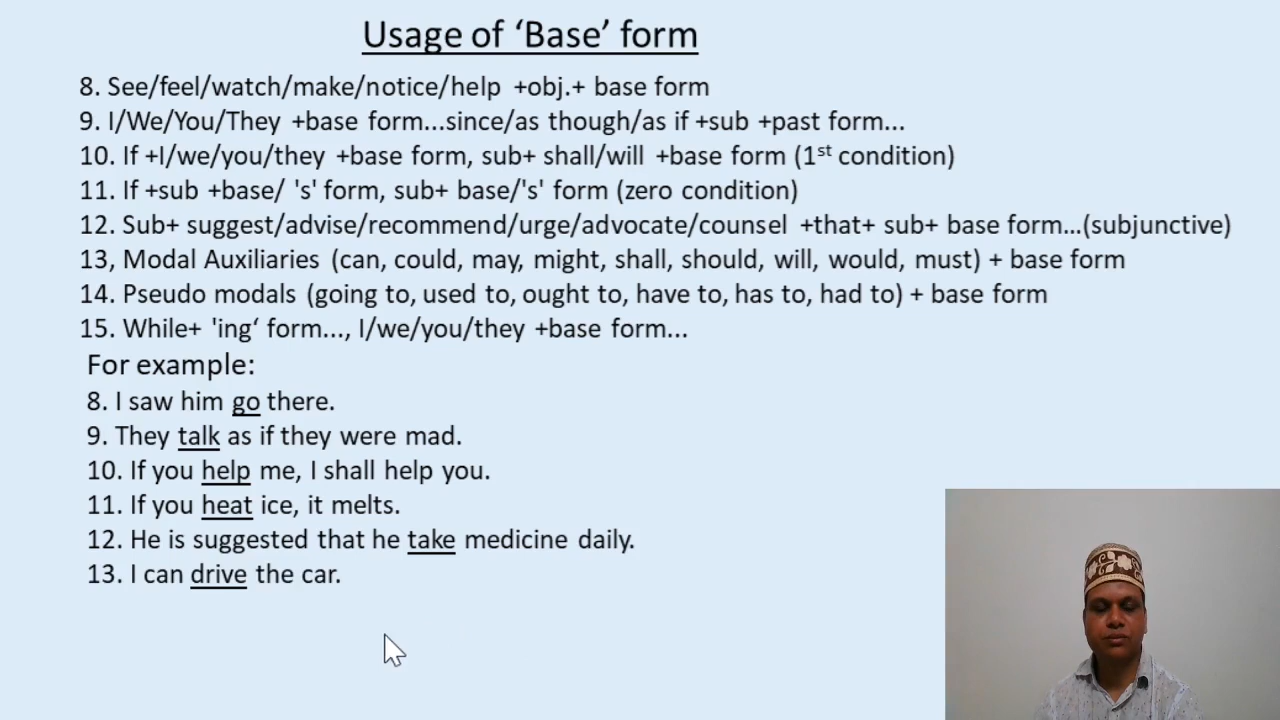 Usage of ‘Base’ form
8. See/feel/watch/make/notice/help +obj.+ base form
9. I/We/You/They +base form...since/as though/as if +sub +past form...
10. If +I/we/you/they +base form, sub+ shall/will +base form (1st condition)
11. If +sub +base/ 's' form, sub+ base/'s' form (zero condition)
12. Sub+ suggest/advise/recommend/urge/advocate/counsel +that+ sub+ base form...(subjunctive)
13, Modal Auxiliaries (can, could, may, might, shall, should, will, would, must) + base form
14. Pseudo modals (going to, used to, ought to, have to, has to, had to) + base form
15. While+ 'ing‘ form..., I/we/you/they +base form...
For example:
8. I saw him go there.
9. They talk as if they were mad.
10. If you help me, I shall help you.
11. If you heat ice, it melts.
12. He is suggested that he take medicine daily.
13. I can drive the car.